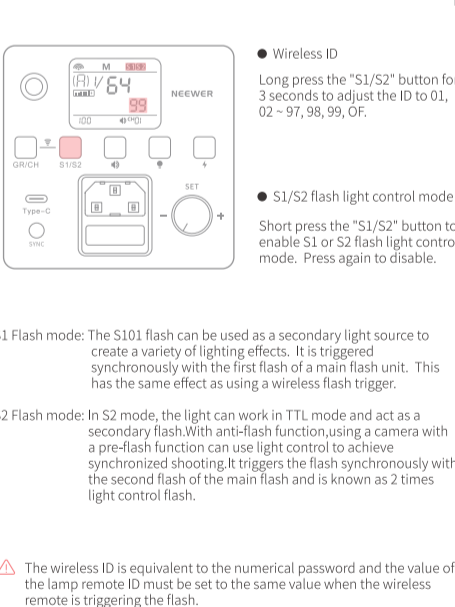 M S1S2
(A) 1/64
99
100 CH01
NEEWER
GR/CH S1/S2
Type-C
SYNC
SET
- +
● Wireless ID
Long press the "S1/S2" button for
3 seconds to adjust the ID to 01,
02 ~ 97, 98, 99, OF.
● S1/S2 flash light control mode
Short press the "S1/S2" button to
enable S1 or S2 flash light control
mode. Press again to disable.
S1 Flash mode: The S101 flash can be used as a secondary light source to
create a variety of lighting effects. It is triggered
synchronously with the first flash of a main flash unit. This
has the same effect as using a wireless flash trigger.
S2 Flash mode: In S2 mode, the light can work in TTL mode and act as a
secondary flash.With anti-flash function,using a camera with
a pre-flash function can use light control to achieve
synchronized shooting.It triggers the flash synchronously with
the second flash of the main flash and is known as 2 times
light control flash.
The wireless ID is equivalent to the numerical password and the value of
the lamp remote ID must be set to the same value when the wireless
remote is triggering the flash.